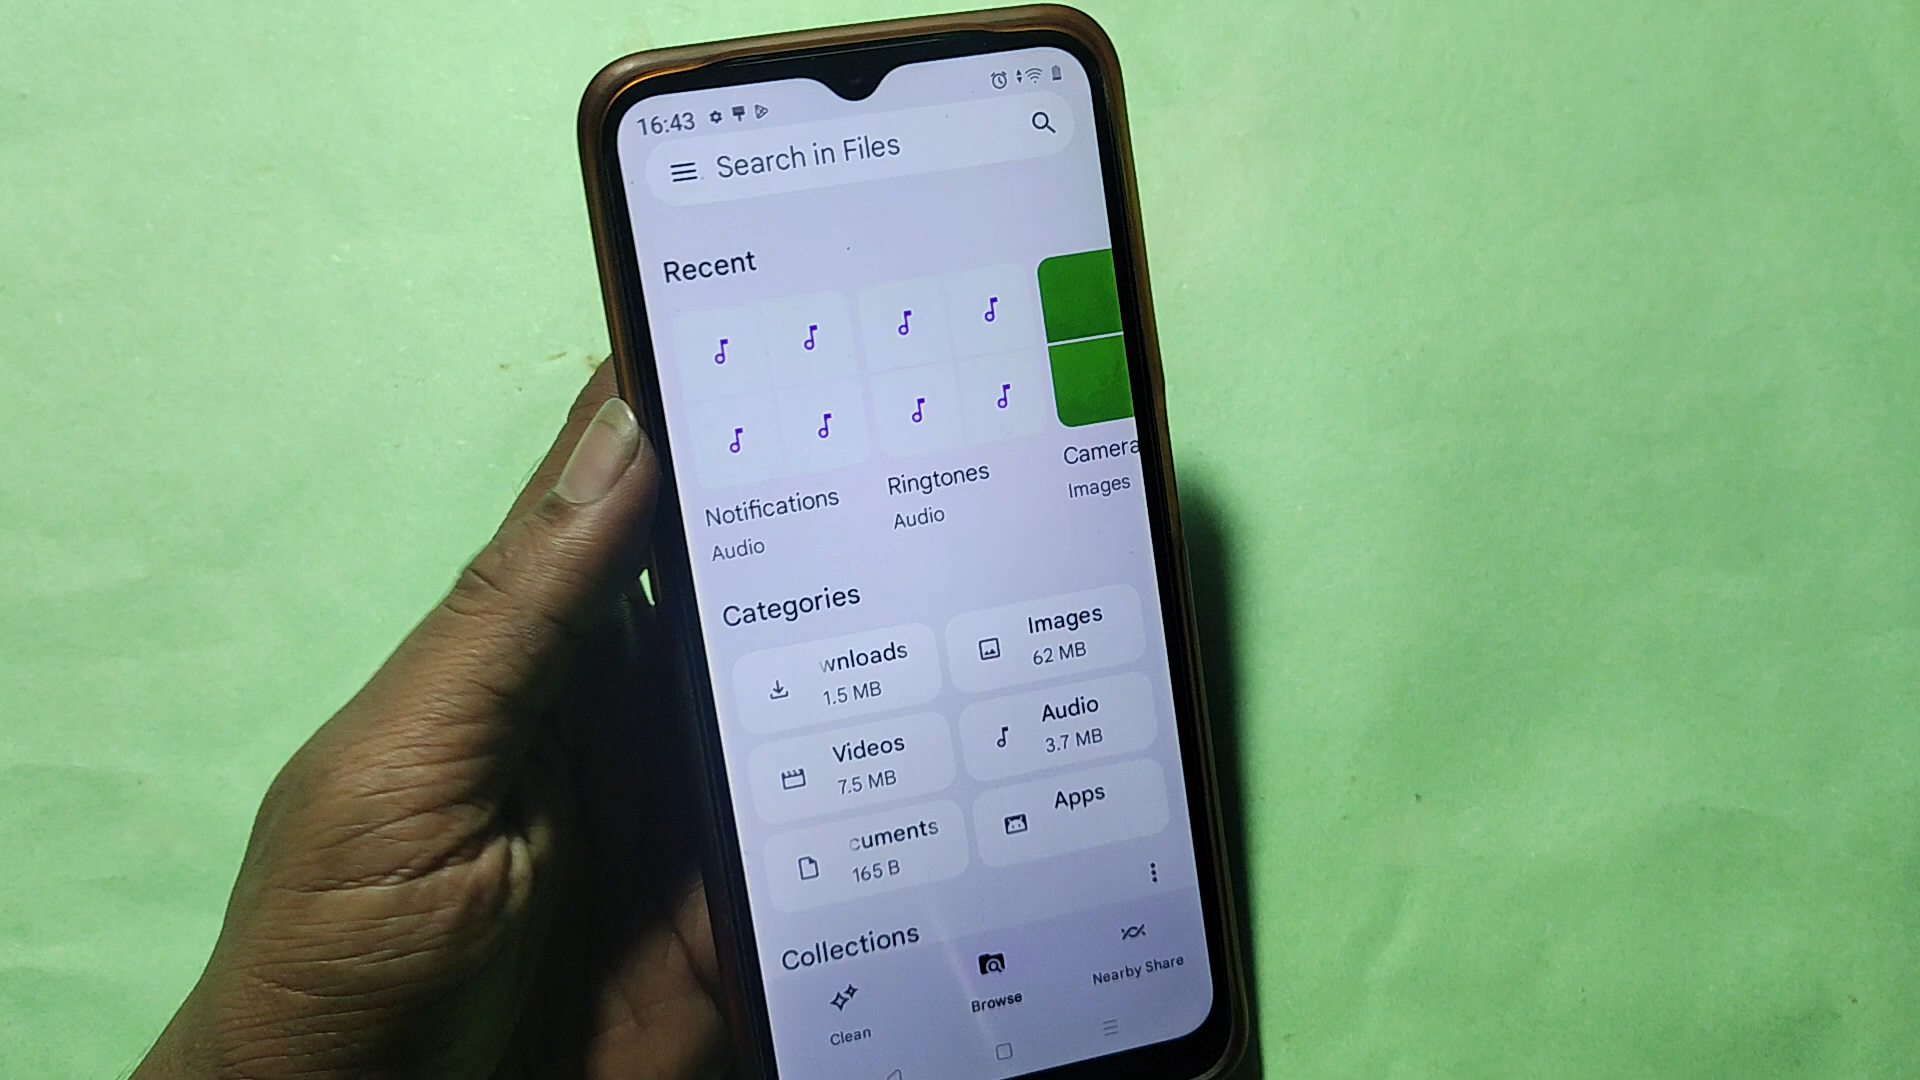 16:43
Search in Files
Recent
Notifications
Audio
Ringtones
Audio
Camera
Images
Categories
wnloads
1.5 MB
Images
62 MB
Videos
7.5 MB
Audio
3.7 MB
cuments
165 B
Apps
Collections
Clean
Browse
Nearby Share